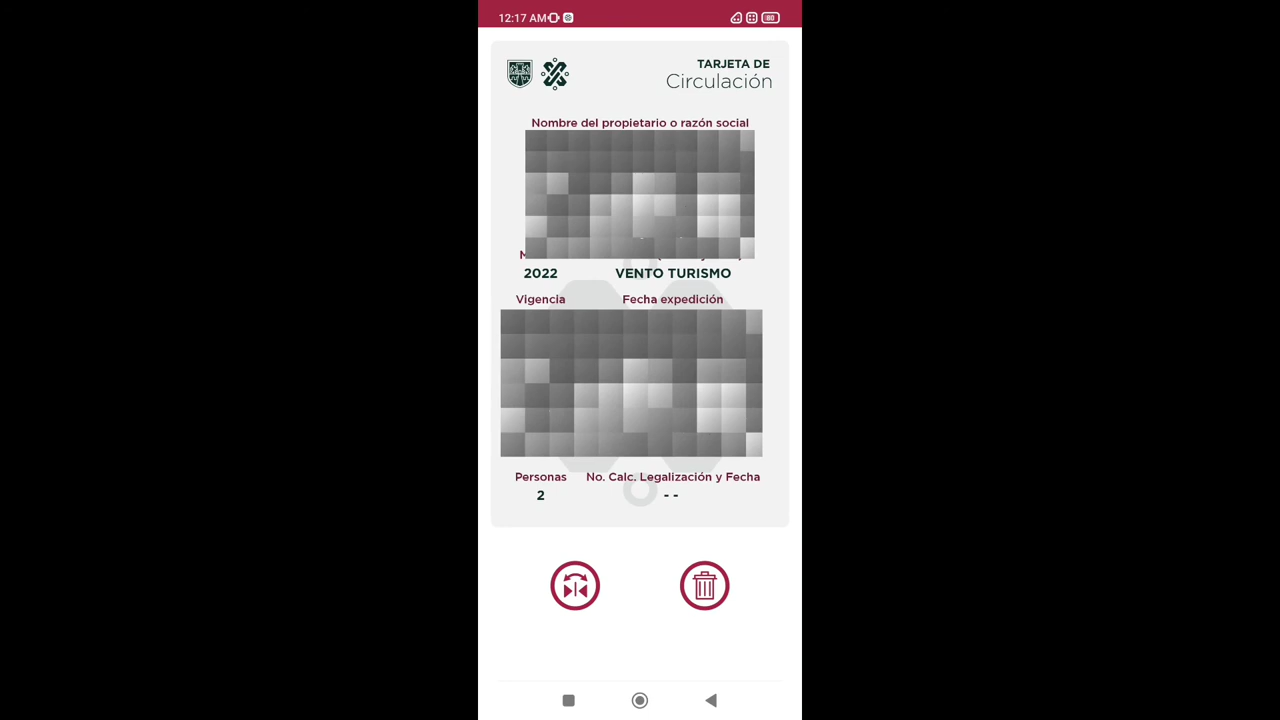 12:17 AM
80
TARJETA DE
Circulación
Nombre del propietario o razón social
2022 VENTO TURISMO
Vigencia Fecha expedición
Personas No. Calc. Legalización y Fecha
2 - -